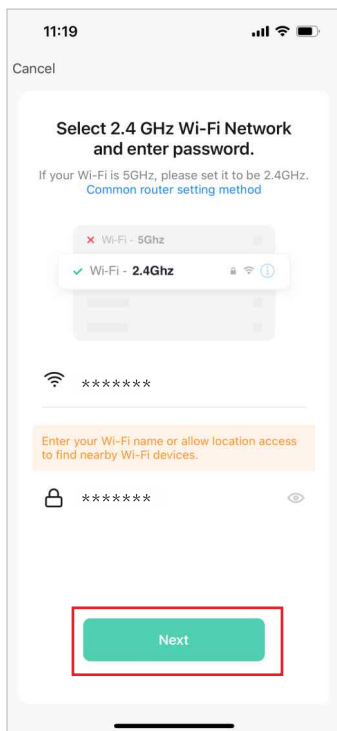 11:19
Cancel
Select 2.4 GHz Wi-Fi Network
and enter password.
If your Wi-Fi is 5GHz, please set it to be 2.4GHz.
Common router setting method
Wi-Fi - 5Ghz
Wi-Fi - 2.4Ghz
*******
Enter your Wi-Fi name or allow location access
to find nearby Wi-Fi devices.
*******
Next